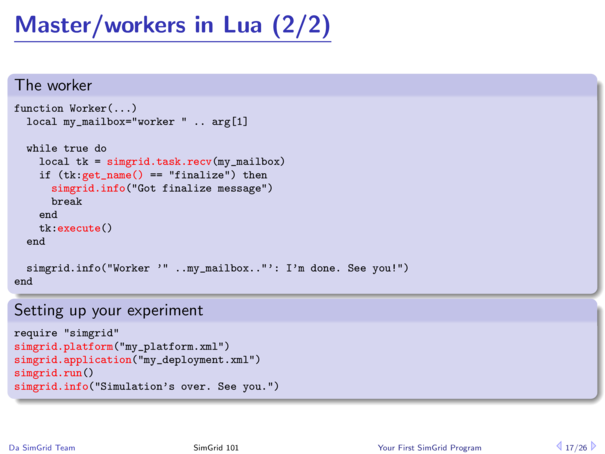 Master/workers in Lua (2/2)
The worker
function Worker(...)
  local my_mailbox="worker " .. arg[1]
  while true do
    local tk = simgrid.task.recv(my_mailbox)
    if (tk:get_name() == "finalize") then
      simgrid.info("Got finalize message")
      break
    end
    tk:execute()
  end
  simgrid.info("Worker '" ..my_mailbox.."': I'm done. See you!")
end
Setting up your experiment
require "simgrid"
simgrid.platform("my_platform.xml")
simgrid.application("my_deployment.xml")
simgrid.run()
simgrid.info("Simulation's over. See you.")
Da SimGrid Team SimGrid 101 Your First SimGrid Program 17/26